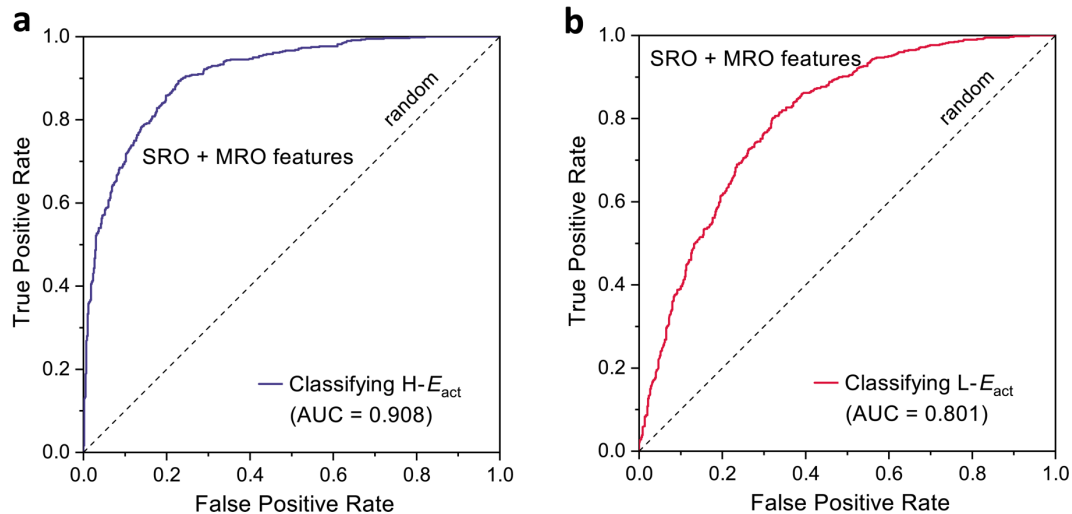 a
1.0
0.8
0.6
0.4
0.2
0.0
True Positive Rate
SRO + MRO features
random
Classifying H-Eact
(AUC = 0.908)
0.0 0.2 0.4 0.6 0.8 1.0
False Positive Rate
b
1.0
0.8
0.6
0.4
0.2
0.0
True Positive Rate
SRO + MRO features
random
Classifying L-Eact
(AUC = 0.801)
0.0 0.2 0.4 0.6 0.8 1.0
False Positive Rate